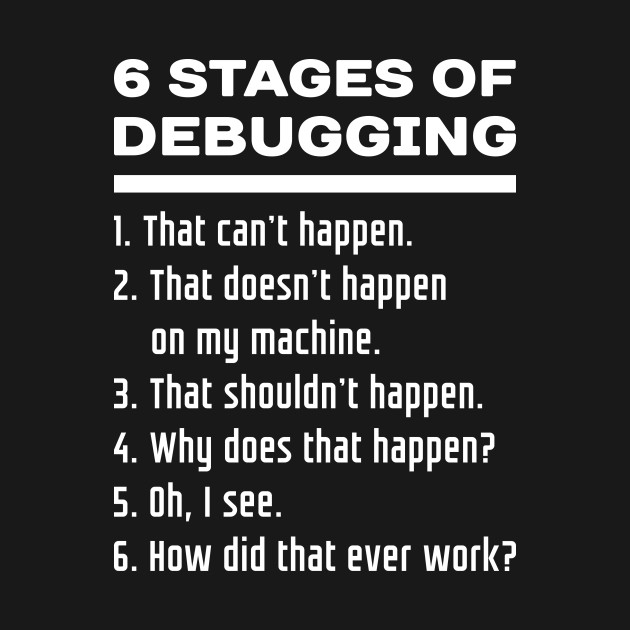 6 STAGES OF
DEBUGGING
1. That can't happen.
2. That doesn't happen
on my machine.
3. That shouldn't happen.
4. Why does that happen?
5. Oh, I see.
6. How did that ever work?